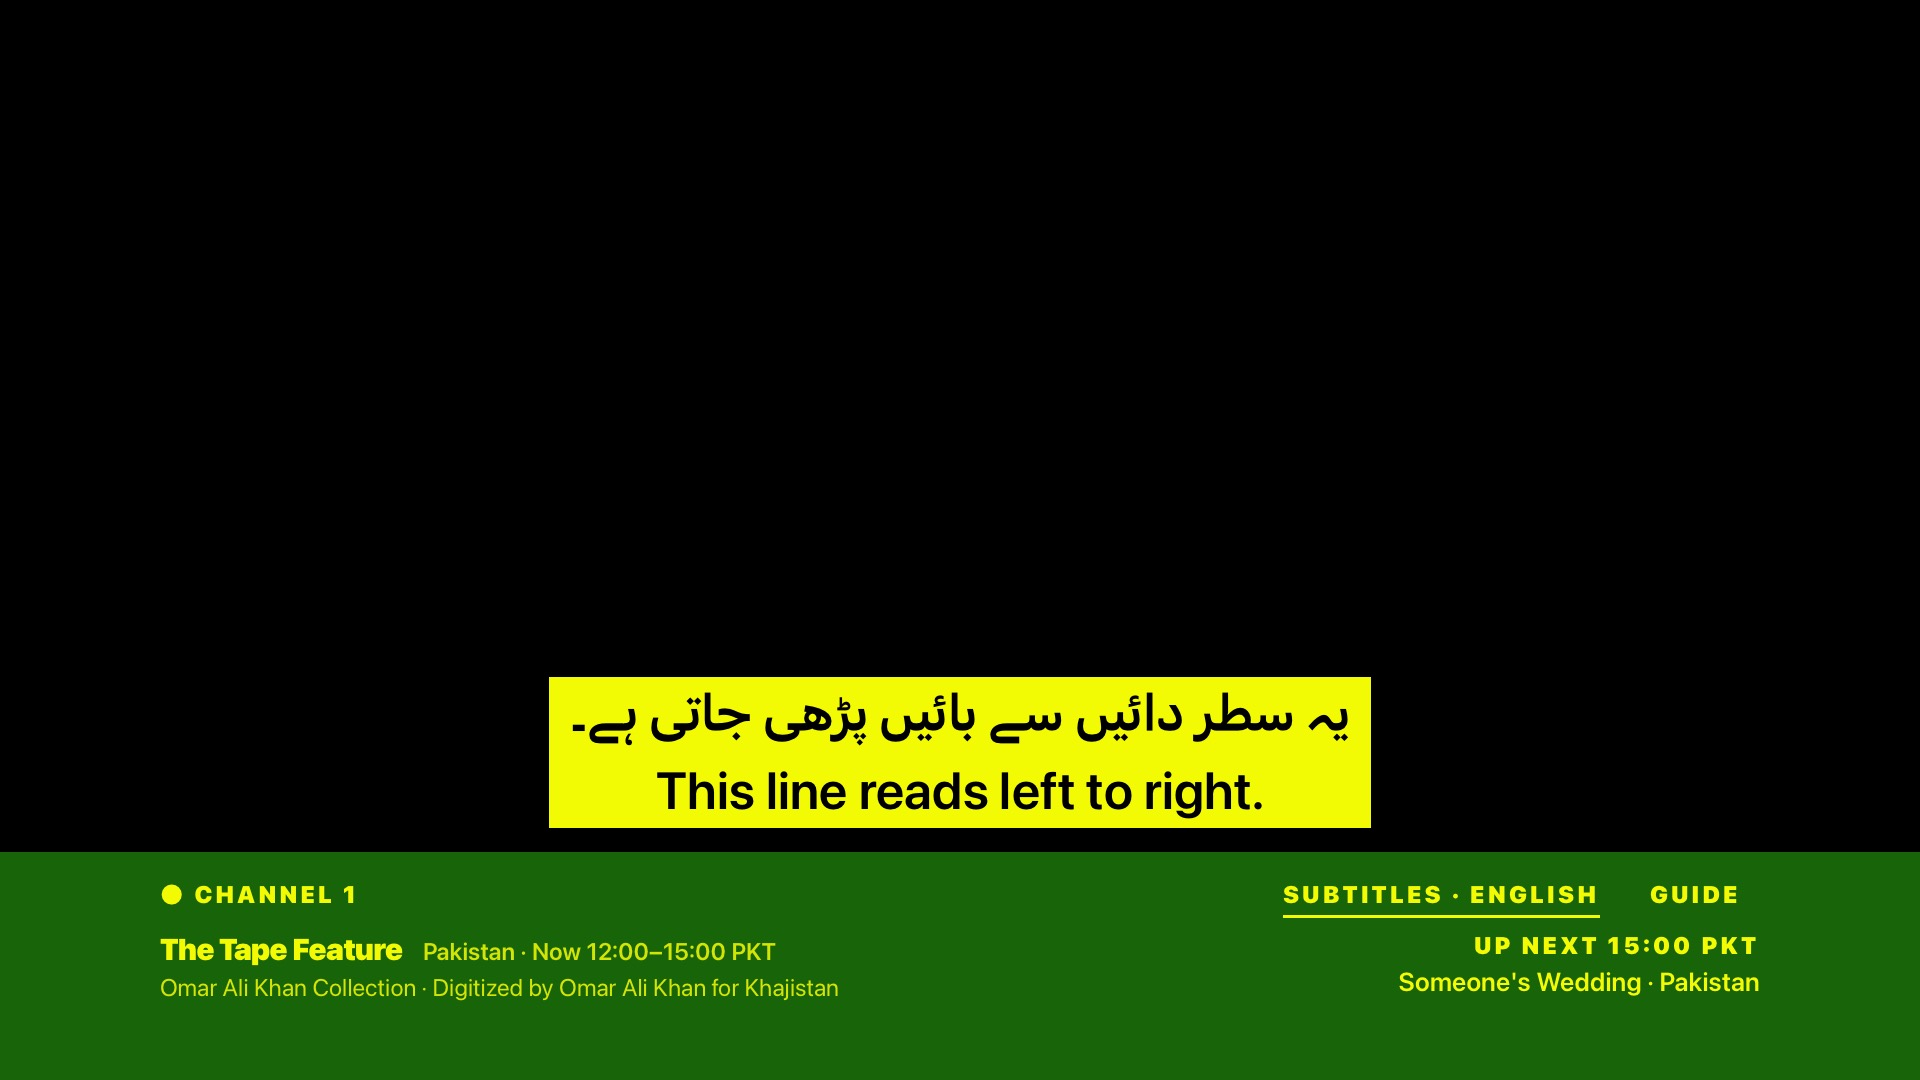 یہ سطر دائیں سے بائیں پڑھی جاتی ہے۔
This line reads left to right.
CHANNEL 1
SUBTITLES · ENGLISH
GUIDE
The Tape Feature Pakistan · Now 12:00–15:00 PKT
Omar Ali Khan Collection · Digitized by Omar Ali Khan for Khajistan
UP NEXT 15:00 PKT
Someone's Wedding · Pakistan